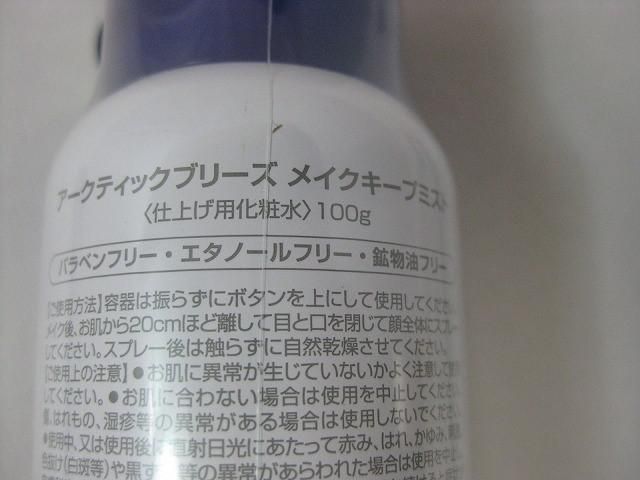 アークティックブリーズ メイクキープミスト
〈仕上げ用化粧水〉100g
パラベンフリー・エタノールフリー・鉱物油フリー
【ご使用方法】容器は振らずにボタンを上にして使用してください。
メイク後、お肌から20cmほど離して目と口を閉じて顔全体にスプレー
してください。スプレー後は触らずに自然乾燥させてください。
【ご使用上の注意】●お肌に異常が生じていないかよく注意して
してください。●お肌に合わない場合は使用を中止してください。
はれもの、湿疹等の異常がある場合は使用しないでください。
●使用中、又は使用後に直射日光にあたって赤み、はれ、かゆみ、刺激
色抜け(白斑等)や黒ず 等の異常があらわれた場合は使用